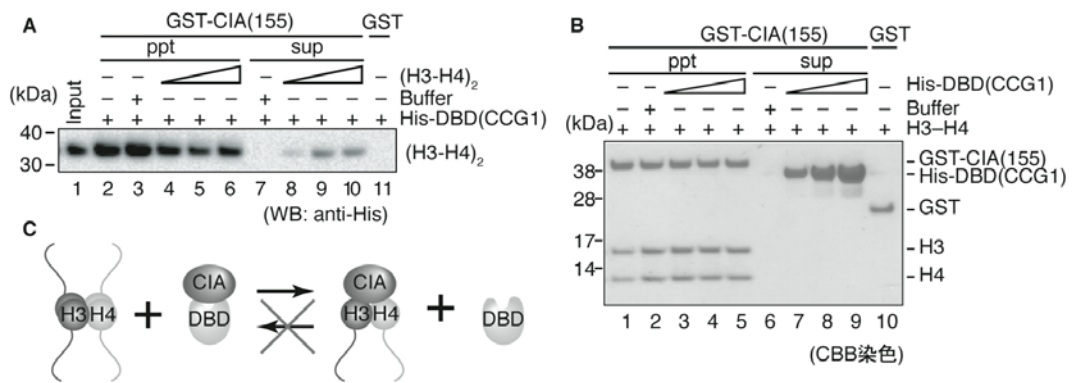 A
GST-CIA(155) GST
ppt sup
– – – – (H3-H4)₂
+ + Buffer
+ + + + + + + + + + His-DBD(CCG1)
(kDa) Input
40
30
(H3-H4)₂
1 2 3 4 5 6 7 8 9 10 11
(WB: anti-His)
B
GST-CIA(155) GST
ppt sup
– – – – His-DBD(CCG1)
+ + Buffer
+ + + + + + + + + + H3–H4
(kDa)
38
28
17
14
GST-CIA(155)
His-DBD(CCG1)
GST
H3
H4
1 2 3 4 5 6 7 8 9 10
(CBB染色)
C
H3 H4 + CIA DBD CIA H3 H4 + DBD